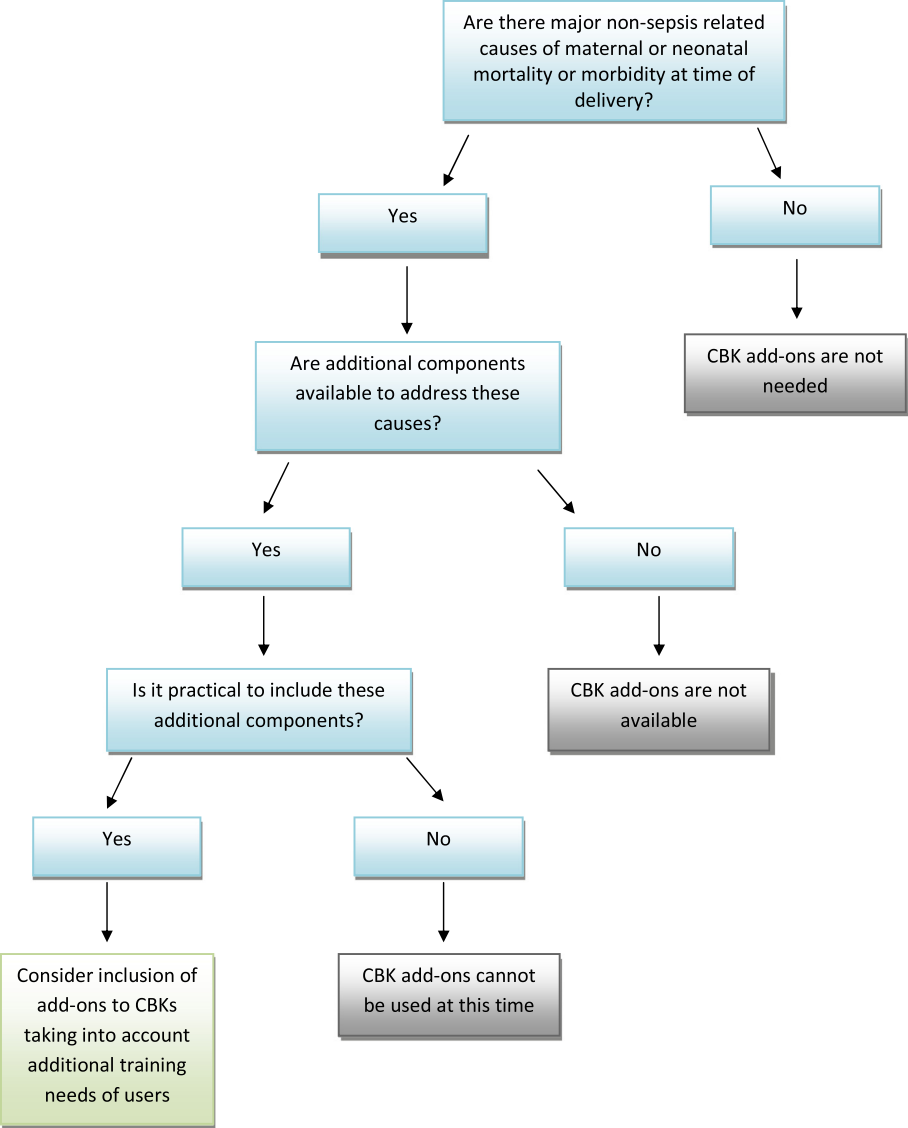 Are there major non-sepsis related
causes of maternal or neonatal
mortality or morbidity at time of
delivery?
Yes
No
CBK add-ons are not
needed
Are additional components
available to address these
causes?
Yes
No
Is it practical to include these
additional components?
CBK add-ons are not
available
Yes
No
Consider inclusion of
add-ons to CBKs
taking into account
additional training
needs of users
CBK add-ons cannot
be used at this time